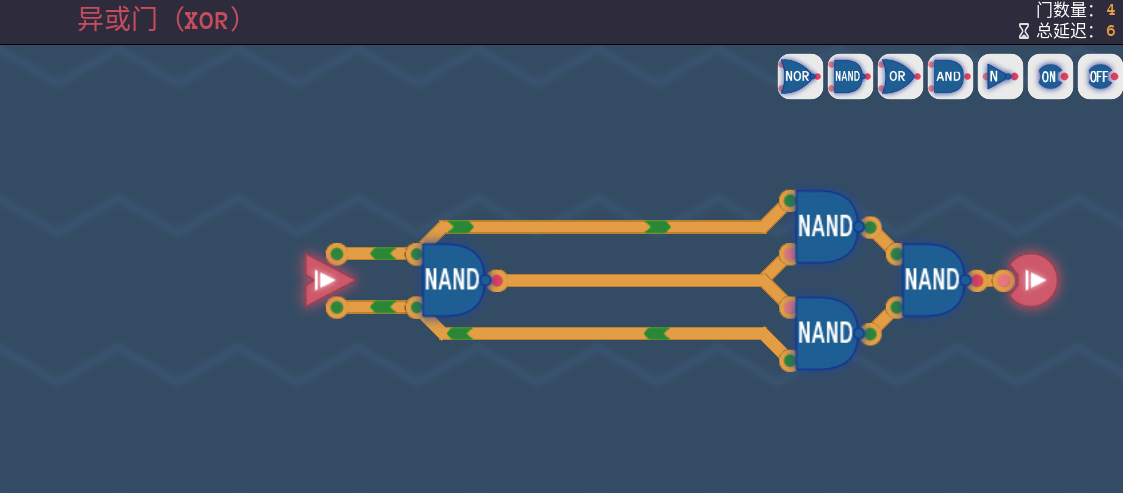 异或门（XOR）
门数量：4
总延迟：6
NOR NAND OR AND N ON OFF
NAND
NAND
NAND
NAND